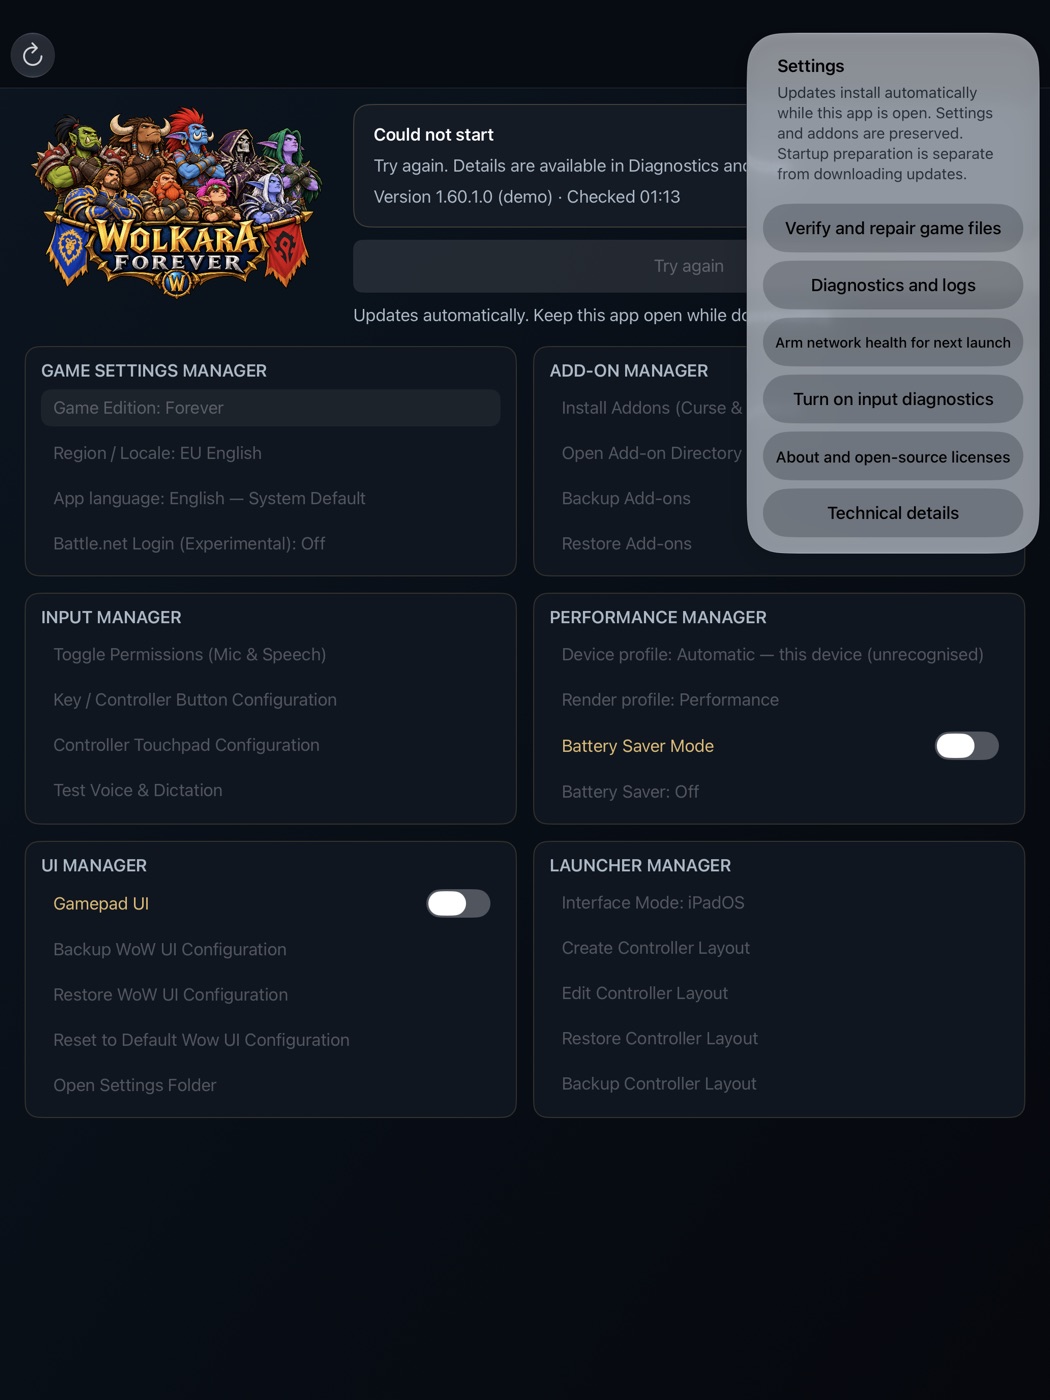 WOLKARA
FOREVER
W
Could not start
Try again. Details are available in Diagnostics and
Version 1.60.1.0 (demo) · Checked 01:13
Try again
Updates automatically. Keep this app open while do
Settings
Updates install automatically
while this app is open. Settings
and addons are preserved.
Startup preparation is separate
from downloading updates.
Verify and repair game files
Diagnostics and logs
Arm network health for next launch
Turn on input diagnostics
About and open-source licenses
Technical details
GAME SETTINGS MANAGER
Game Edition: Forever
Region / Locale: EU English
App language: English — System Default
Battle.net Login (Experimental): Off
ADD-ON MANAGER
Install Addons (Curse &
Open Add-on Directory
Backup Add-ons
Restore Add-ons
INPUT MANAGER
Toggle Permissions (Mic & Speech)
Key / Controller Button Configuration
Controller Touchpad Configuration
Test Voice & Dictation
PERFORMANCE MANAGER
Device profile: Automatic — this device (unrecognised)
Render profile: Performance
Battery Saver Mode
Battery Saver: Off
UI MANAGER
Gamepad UI
Backup WoW UI Configuration
Restore WoW UI Configuration
Reset to Default Wow UI Configuration
Open Settings Folder
LAUNCHER MANAGER
Interface Mode: iPadOS
Create Controller Layout
Edit Controller Layout
Restore Controller Layout
Backup Controller Layout